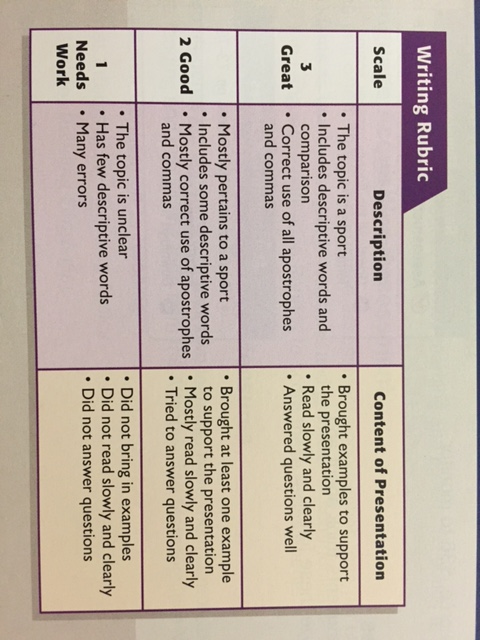 Writing Rubric
Scale
Description
Content of Presentation
3
Great
• The topic is a sport
• Includes descriptive words and
comparison
• Correct use of all apostrophes
and commas
• Brought examples to support
the presentation
• Read slowly and clearly
• Answered questions well
2 Good
• Mostly pertains to a sport
• Includes some descriptive words
• Mostly correct use of apostrophes
and commas
• Brought at least one example
to support the presentation
• Mostly read slowly and clearly
• Tried to answer questions
1
Needs
Work
• The topic is unclear
• Has few descriptive words
• Many errors
• Did not bring in examples
• Did not read slowly and clearly
• Did not answer questions